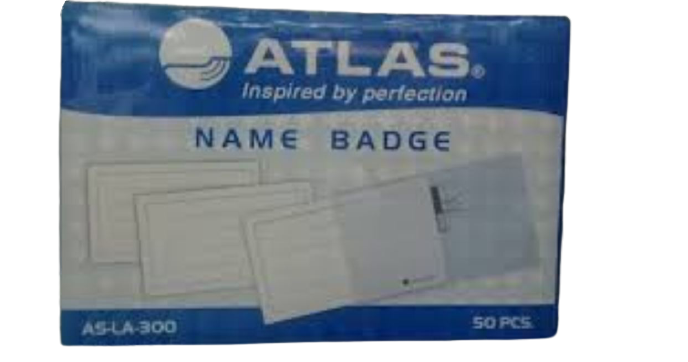 ATLAS®
Inspired by perfection
NAME BADGE
AS-LA-300
50 PCS.